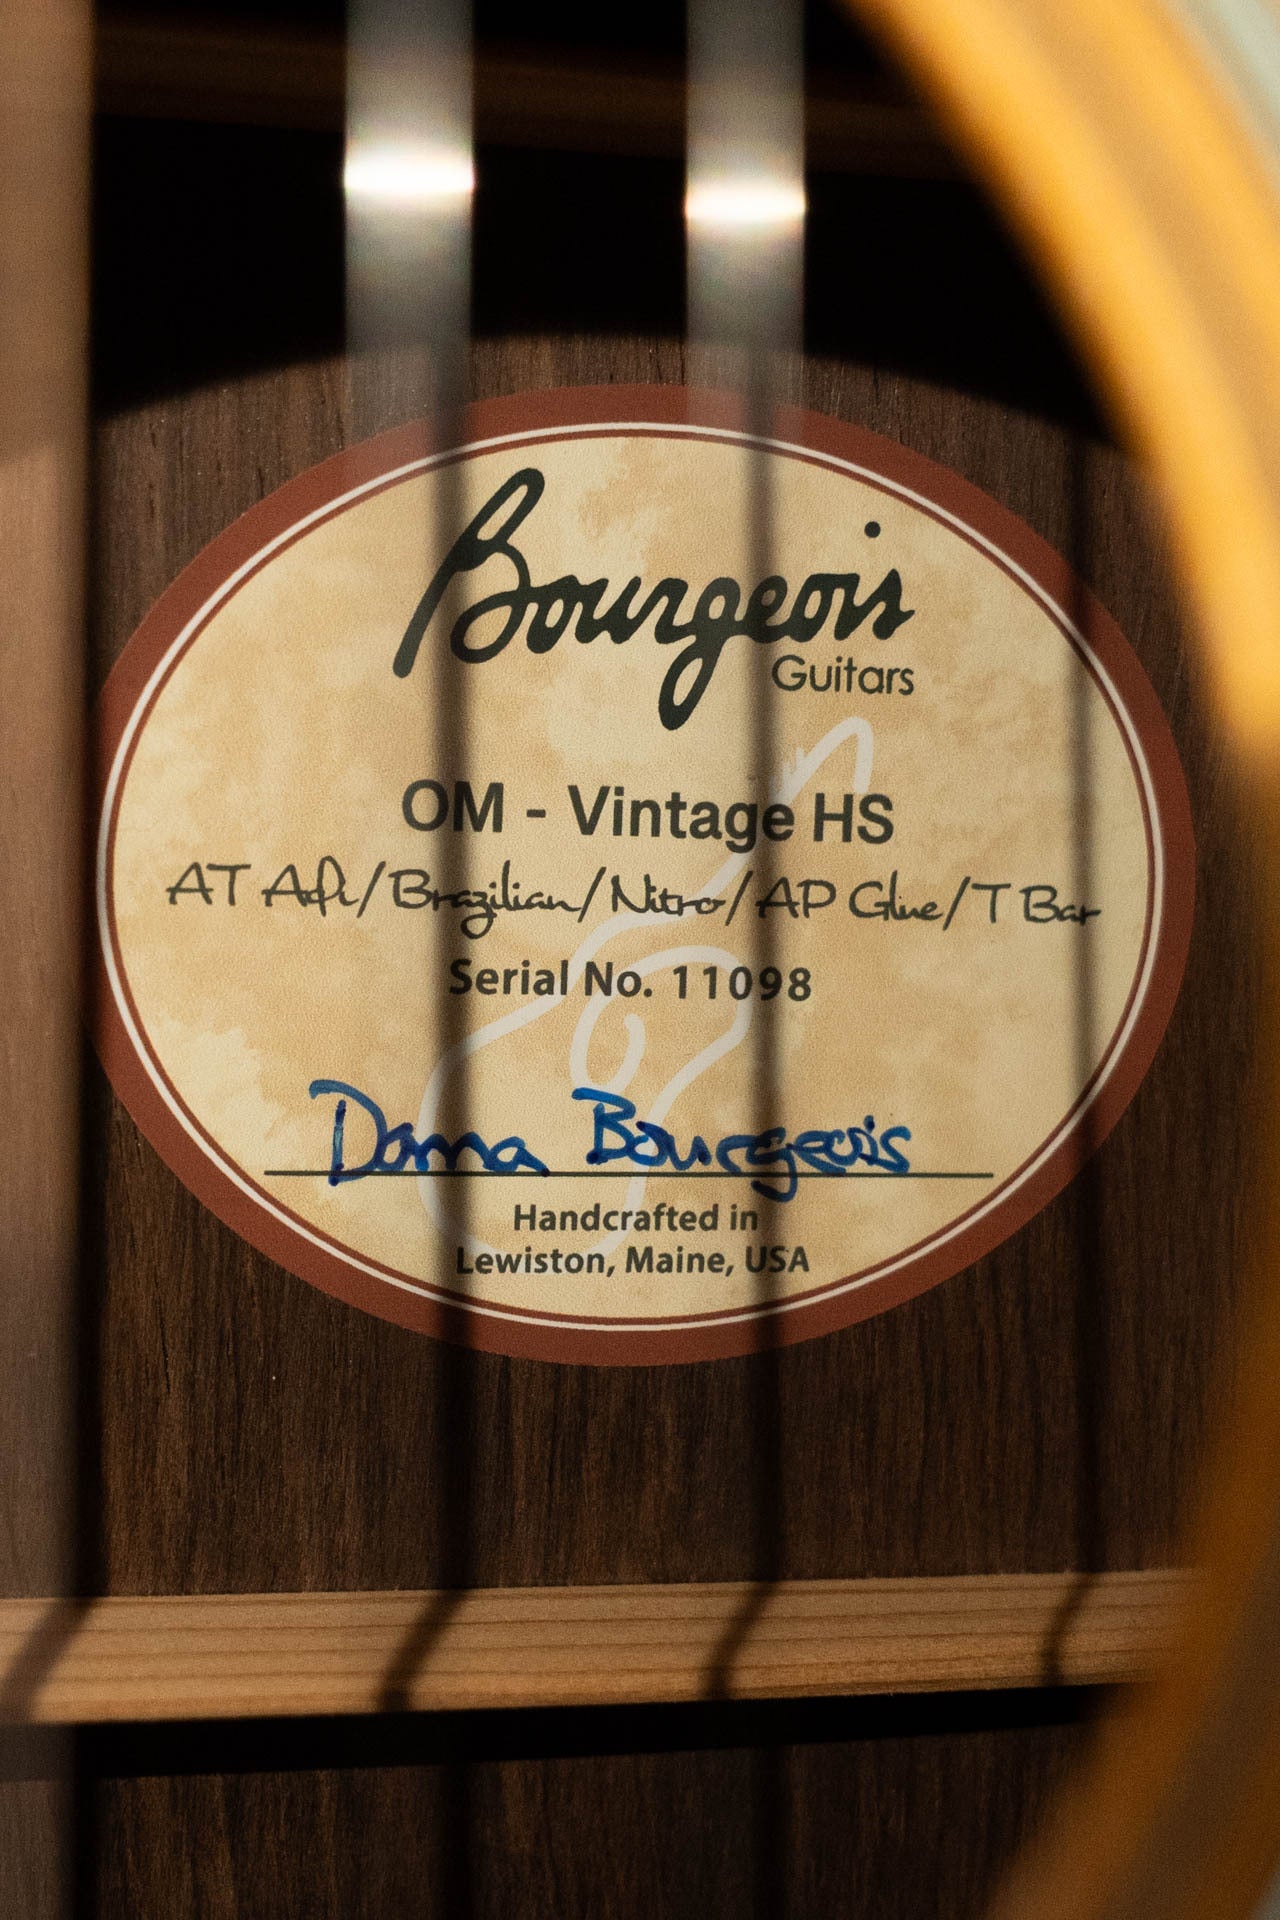 Bourgeois
Guitars
OM - Vintage HS
AT Adi/Brazilian/Nitro/AP Glue/T Bar
Serial No. 11098
Dana Bourgeois
Handcrafted in
Lewiston, Maine, USA